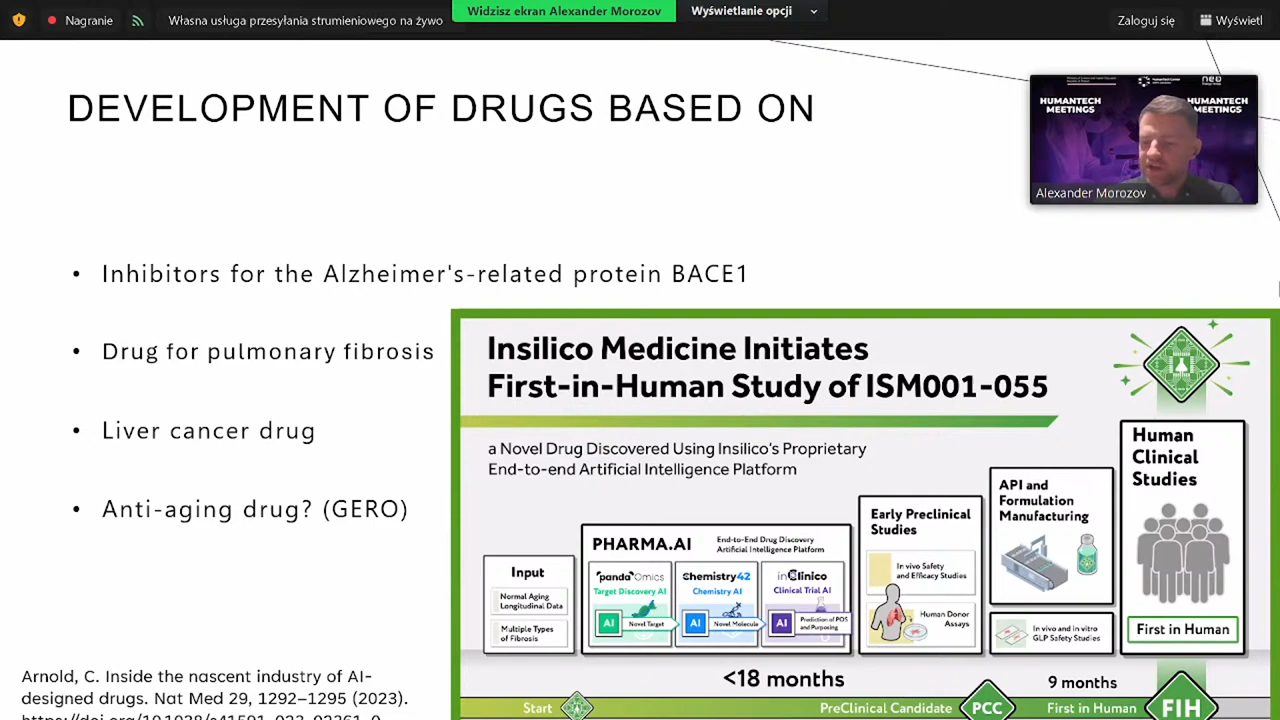 Nagranie
Własna usługa przesyłania strumieniowego na żywo
Widzisz ekran Alexander Morozov
Wyświetlanie opcji
Zaloguj się
Wyświetl
DEVELOPMENT OF DRUGS BASED ON
HUMANTECH MEETINGS
HUMANTECH MEETINGS
Alexander Morozov
• Inhibitors for the Alzheimer's-related protein BACE1
• Drug for pulmonary fibrosis
• Liver cancer drug
• Anti-aging drug? (GERO)
Insilico Medicine Initiates
First-in-Human Study of ISM001-055
a Novel Drug Discovered Using Insilico's Proprietary
End-to-end Artificial Intelligence Platform
Input
Normal Aging
Longitudinal Data
Multiple Types
of Fibrosis
PHARMA.AI
End-to-End Drug Discovery
Artificial Intelligence Platform
PandaOmics
Target Discovery AI
AI
Novel Target
Chemistry42
Chemistry AI
AI
Novel Molecule
inClinico
Clinical Trial AI
AI
Prediction of POS
and Purposing
Early Preclinical
Studies
In vivo Safety
and Efficacy Studies
Human Donor
Assays
API and
Formulation
Manufacturing
In vivo and in vitro
GLP Safety Studies
Human
Clinical
Studies
First in Human
<18 months
9 months
Start
PreClinical Candidate
PCC
First in Human
FIH
Arnold, C. Inside the nascent industry of AI-
designed drugs. Nat Med 29, 1292–1295 (2023).